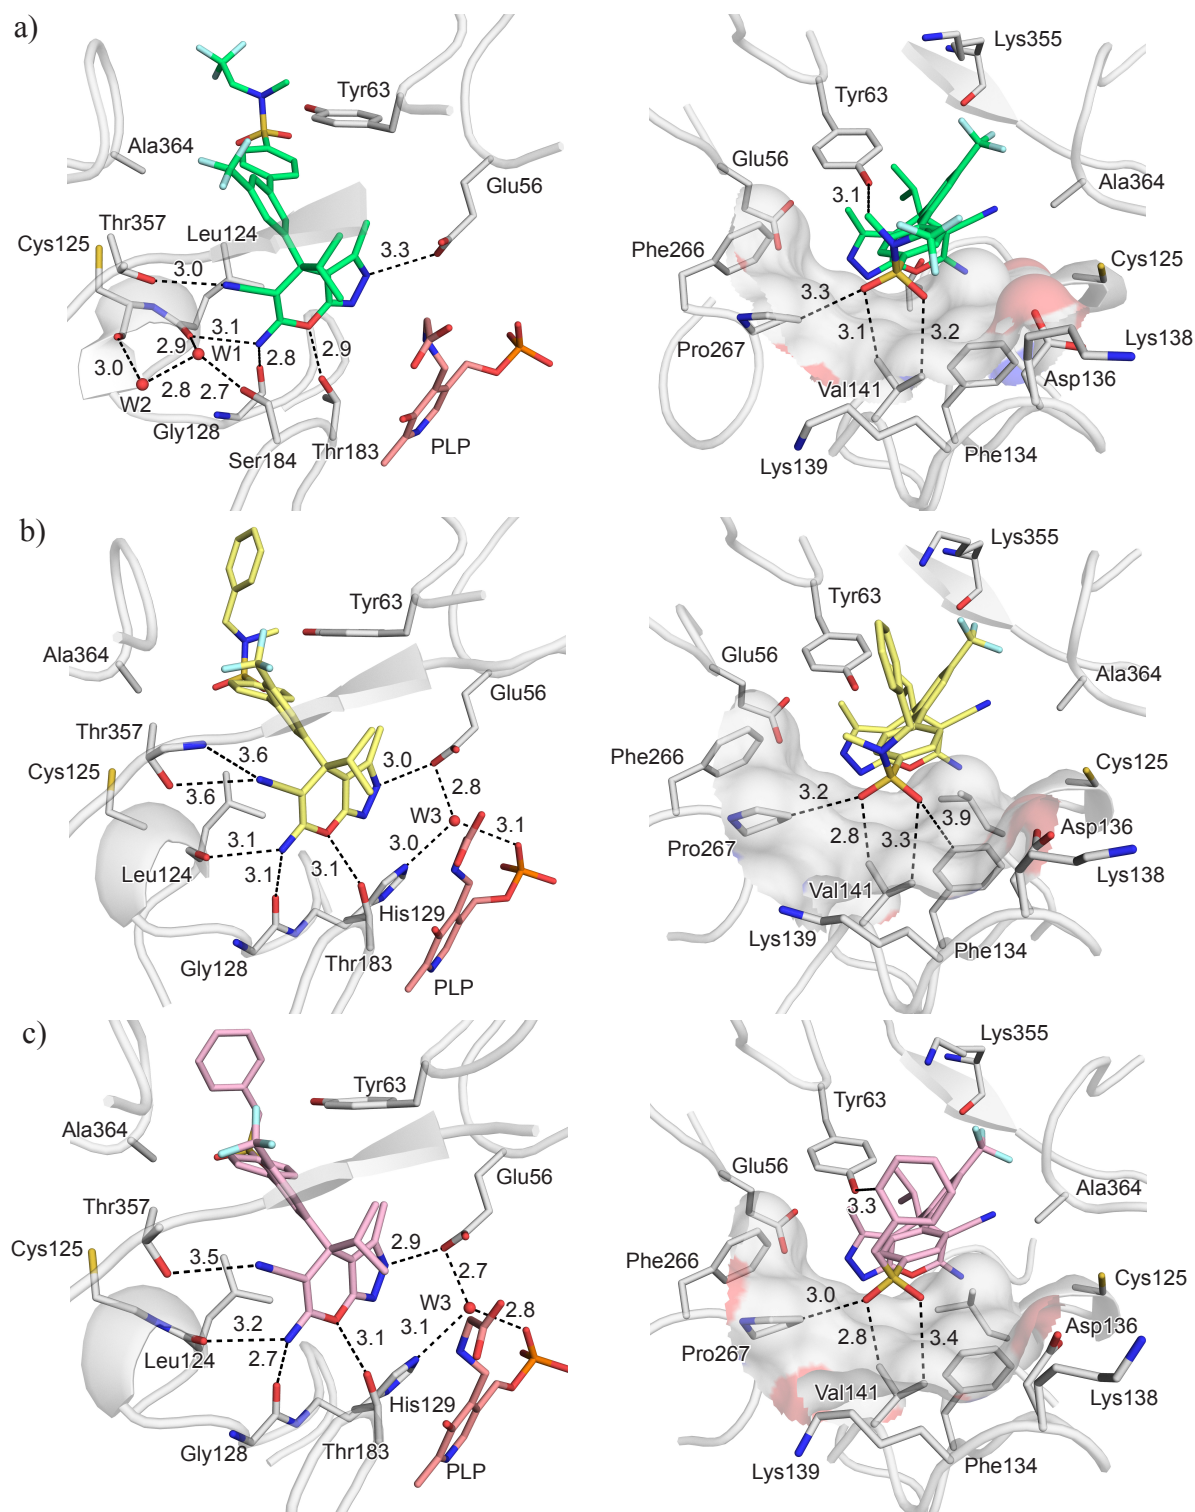 a)
Tyr63
Ala364
Glu56
Thr357
Leu124
Cys125
3.3
3.0
3.1
2.9
W1
3.0
2.8
2.9
2.8
2.7
W2
Gly128
Ser184
Thr183
PLP
Lys355
Tyr63
Glu56
Ala364
3.1
Phe266
Cys125
3.3
3.1
3.2
Pro267
Lys138
Val141
Asp136
Lys139
Phe134
b)
Tyr63
Ala364
Glu56
Thr357
3.6
3.0
Cys125
2.8
3.6
W3
3.1
3.1
3.0
Leu124
3.1
3.1
His129
Gly128
Thr183
PLP
Lys355
Tyr63
Glu56
Ala364
Phe266
Cys125
3.2
2.8
3.3
3.9
Asp136
Pro267
Lys138
Val141
Lys139
Phe134
c)
Tyr63
Ala364
Glu56
Thr357
Cys125
3.5
2.9
2.7
W3
2.8
3.2
3.1
3.1
Leu124
2.7
His129
Gly128
Thr183
PLP
Lys355
Tyr63
Glu56
Ala364
3.3
Phe266
Cys125
3.0
Asp136
Pro267
2.8
3.4
Val141
Lys138
Lys139
Phe134